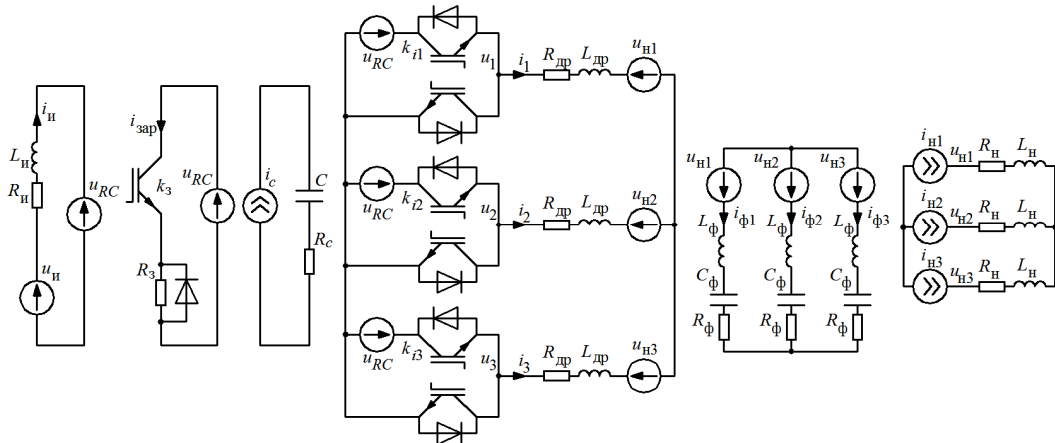 iи
Lи
Rи
uи
uRC
iзар
kз
Rз
uRC
ic
C
Rc
uRC
ki1
u1
i1
Rдр
Lдр
uн1
uRC
ki2
u2
i2
Rдр
Lдр
uн2
uRC
ki3
u3
i3
Rдр
Lдр
uн3
uн1
uн2
uн3
iф1
iф2
iф3
Lф
Lф
Lф
Cф
Cф
Cф
Rф
Rф
Rф
iн1
uн1
Rн
Lн
iн2
uн2
Rн
Lн
iн3
uн3
Rн
Lн